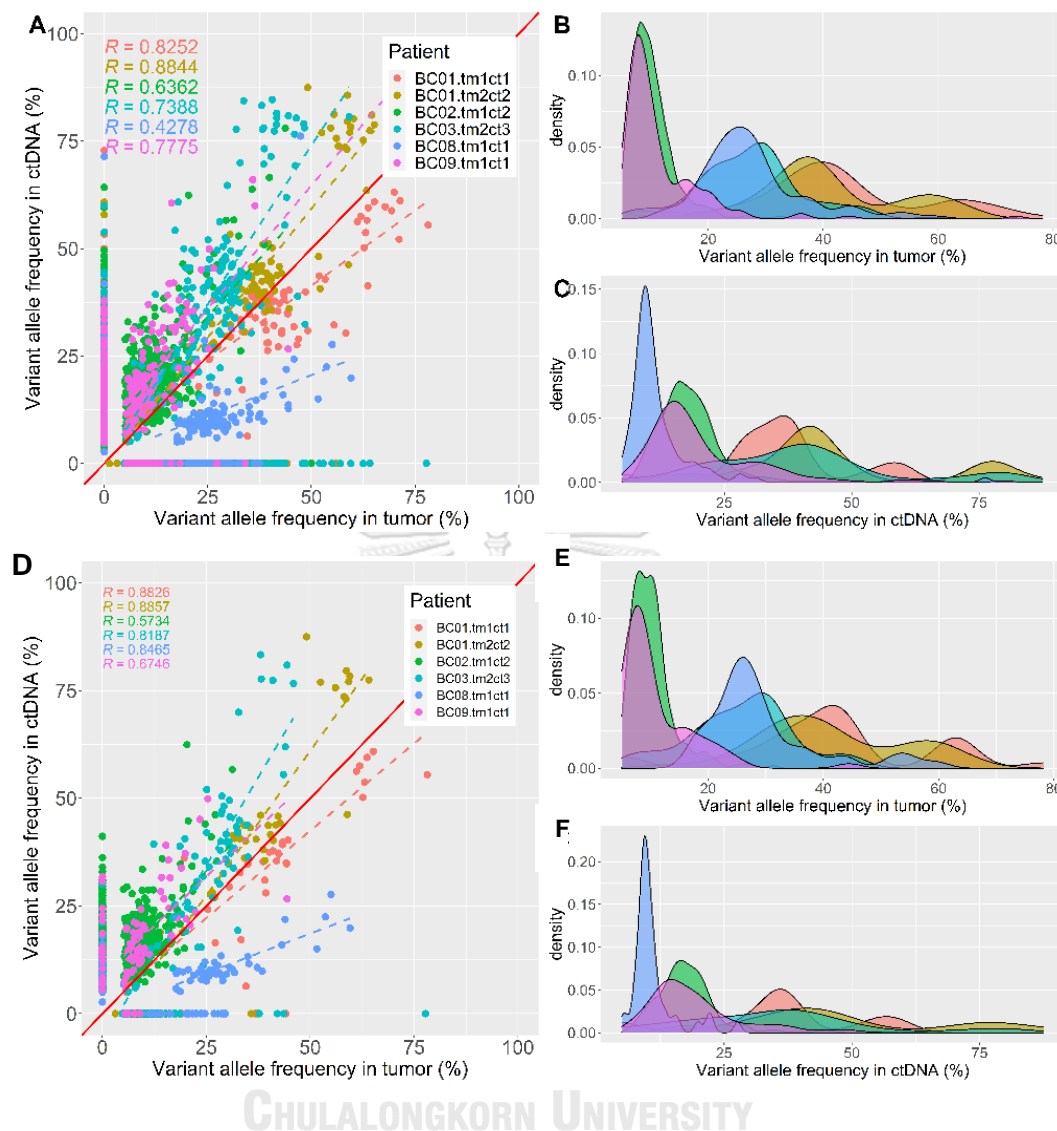 A
R = 0.8252
R = 0.8844
R = 0.6362
R = 0.7388
R = 0.4278
R = 0.7775
Patient
BC01.tm1ct1
BC01.tm2ct2
BC02.tm1ct2
BC03.tm2ct3
BC08.tm1ct1
BC09.tm1ct1
100
75
50
25
0
Variant allele frequency in ctDNA (%)
0 25 50 75 100
Variant allele frequency in tumor (%)
B
0.10
0.05
0.00
density
20 40 60 80
Variant allele frequency in tumor (%)
C
0.15
0.10
0.05
0.00
density
25 50 75
Variant allele frequency in ctDNA (%)
D
R = 0.8826
R = 0.8857
R = 0.5734
R = 0.8187
R = 0.8465
R = 0.6746
Patient
BC01.tm1ct1
BC01.tm2ct2
BC02.tm1ct2
BC03.tm2ct3
BC08.tm1ct1
BC09.tm1ct1
100
75
50
25
0
Variant allele frequency in ctDNA (%)
0 25 50 75 100
Variant allele frequency in tumor (%)
E
0.10
0.05
0.00
density
20 40 60 80
Variant allele frequency in tumor (%)
F
0.20
0.15
0.10
0.05
0.00
density
25 50 75
Variant allele frequency in ctDNA (%)
CHULALONGKORN UNIVERSITY